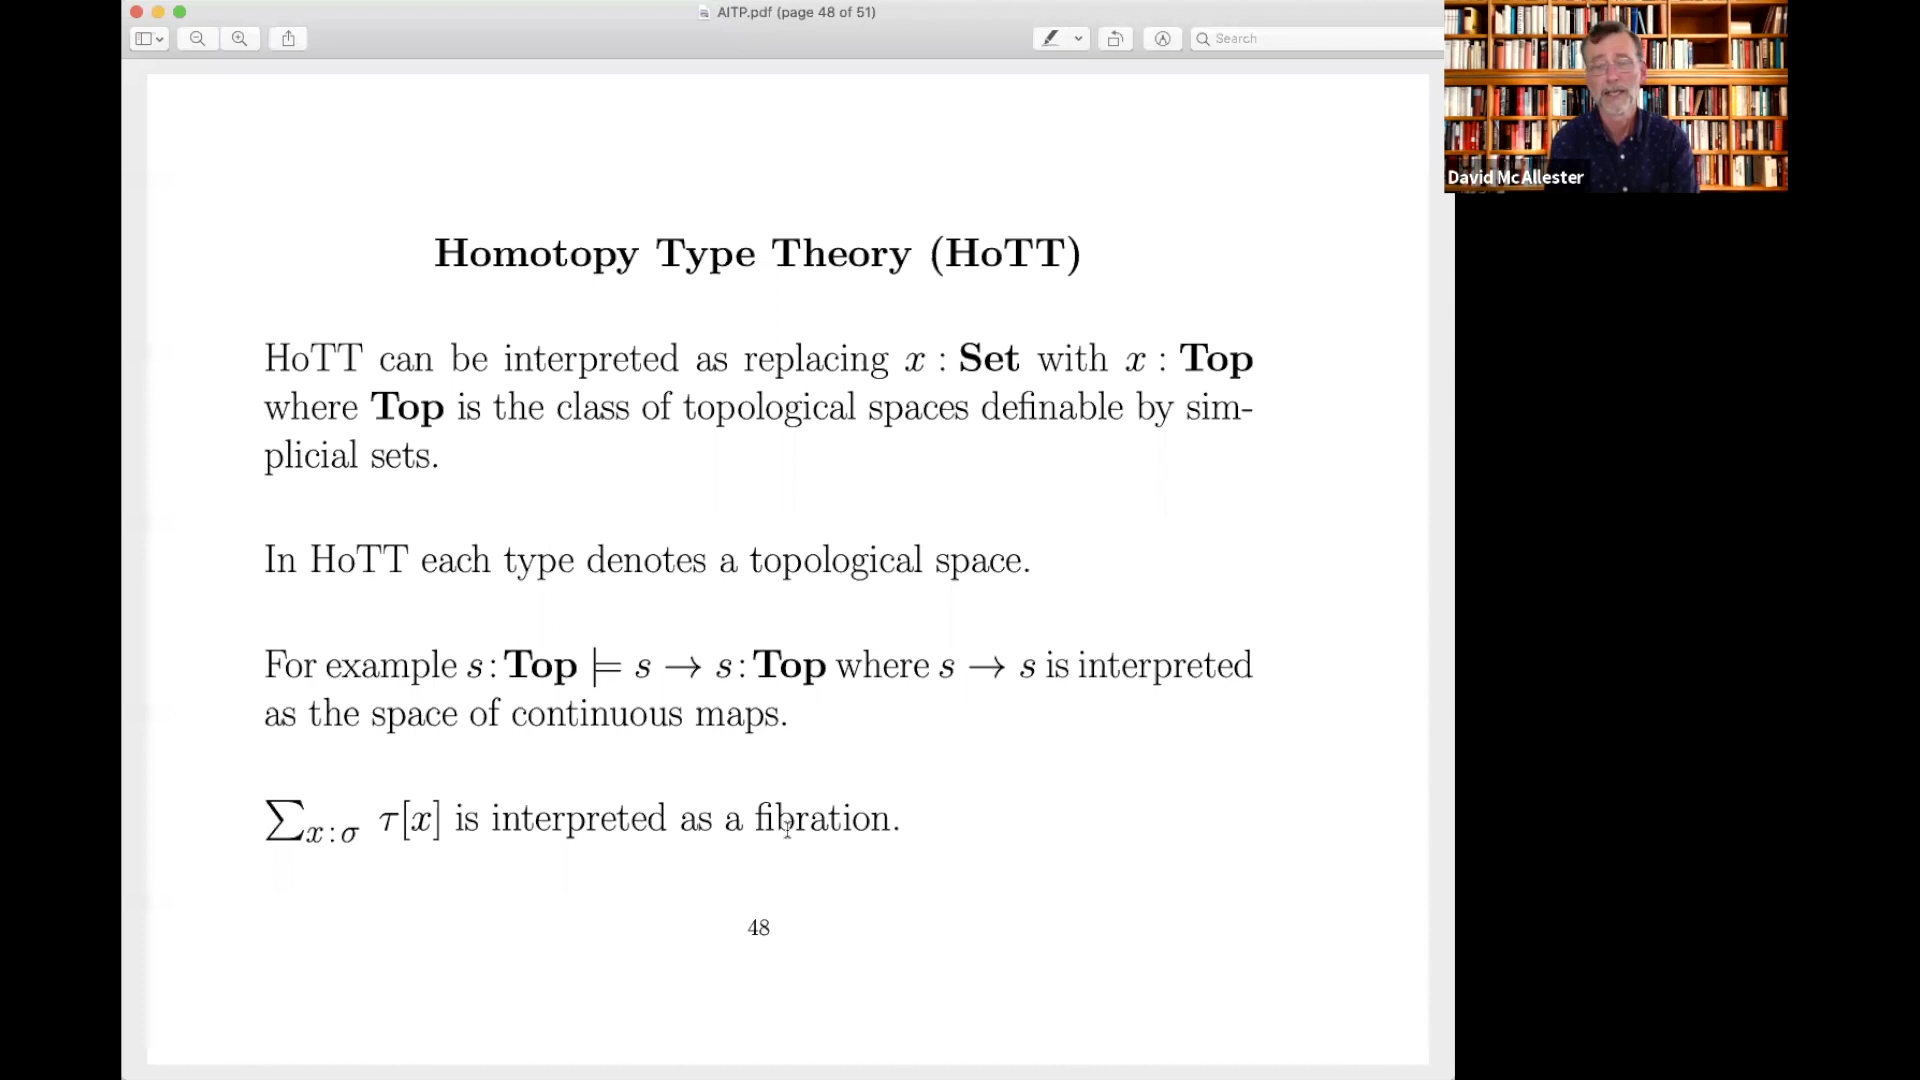 AITP.pdf (page 48 of 51)
Search
David McAllester
Homotopy Type Theory (HoTT)
HoTT can be interpreted as replacing x : Set with x : Top
where Top is the class of topological spaces definable by sim-
plicial sets.
In HoTT each type denotes a topological space.
For example s : Top ⊨ s → s : Top where s → s is interpreted
as the space of continuous maps.
∑x : σ τ[x] is interpreted as a fibration.
48